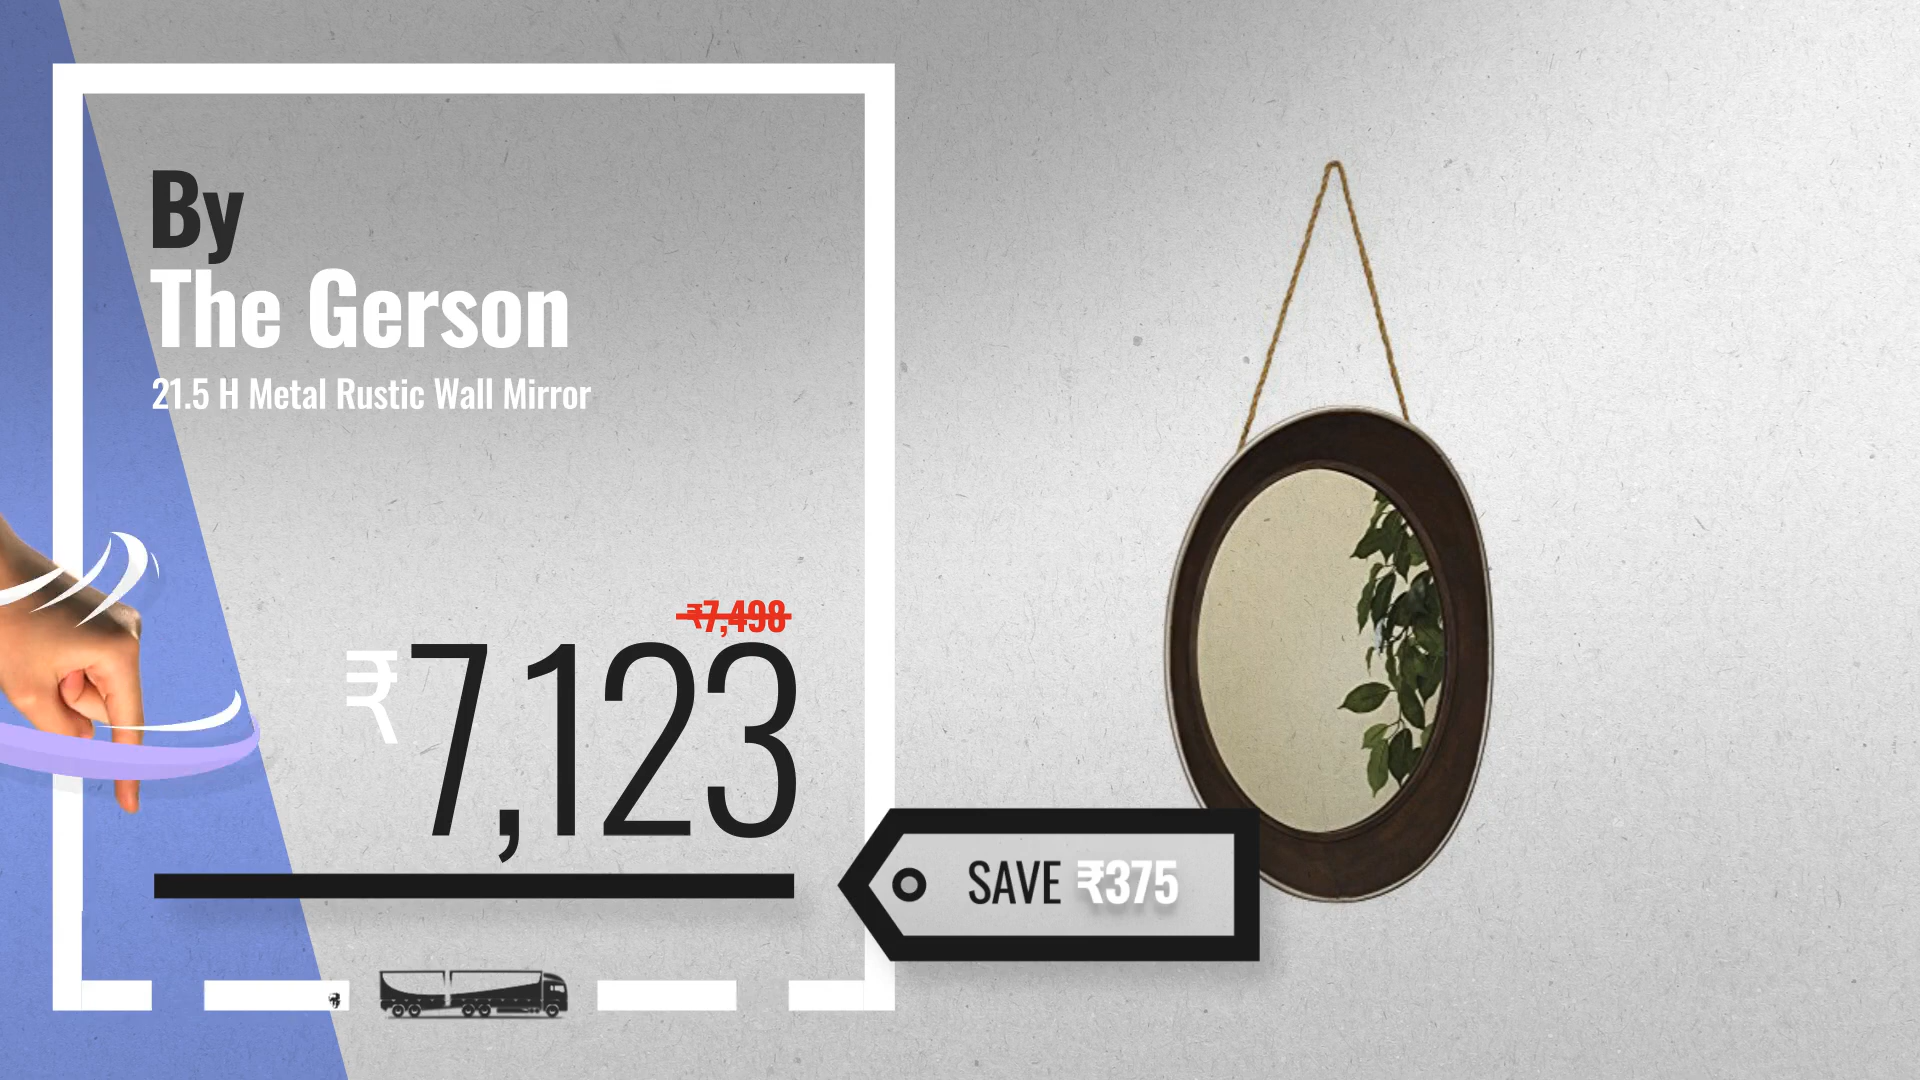 By
The Gerson
21.5 H Metal Rustic Wall Mirror
₹7,498
₹7,123
SAVE ₹375